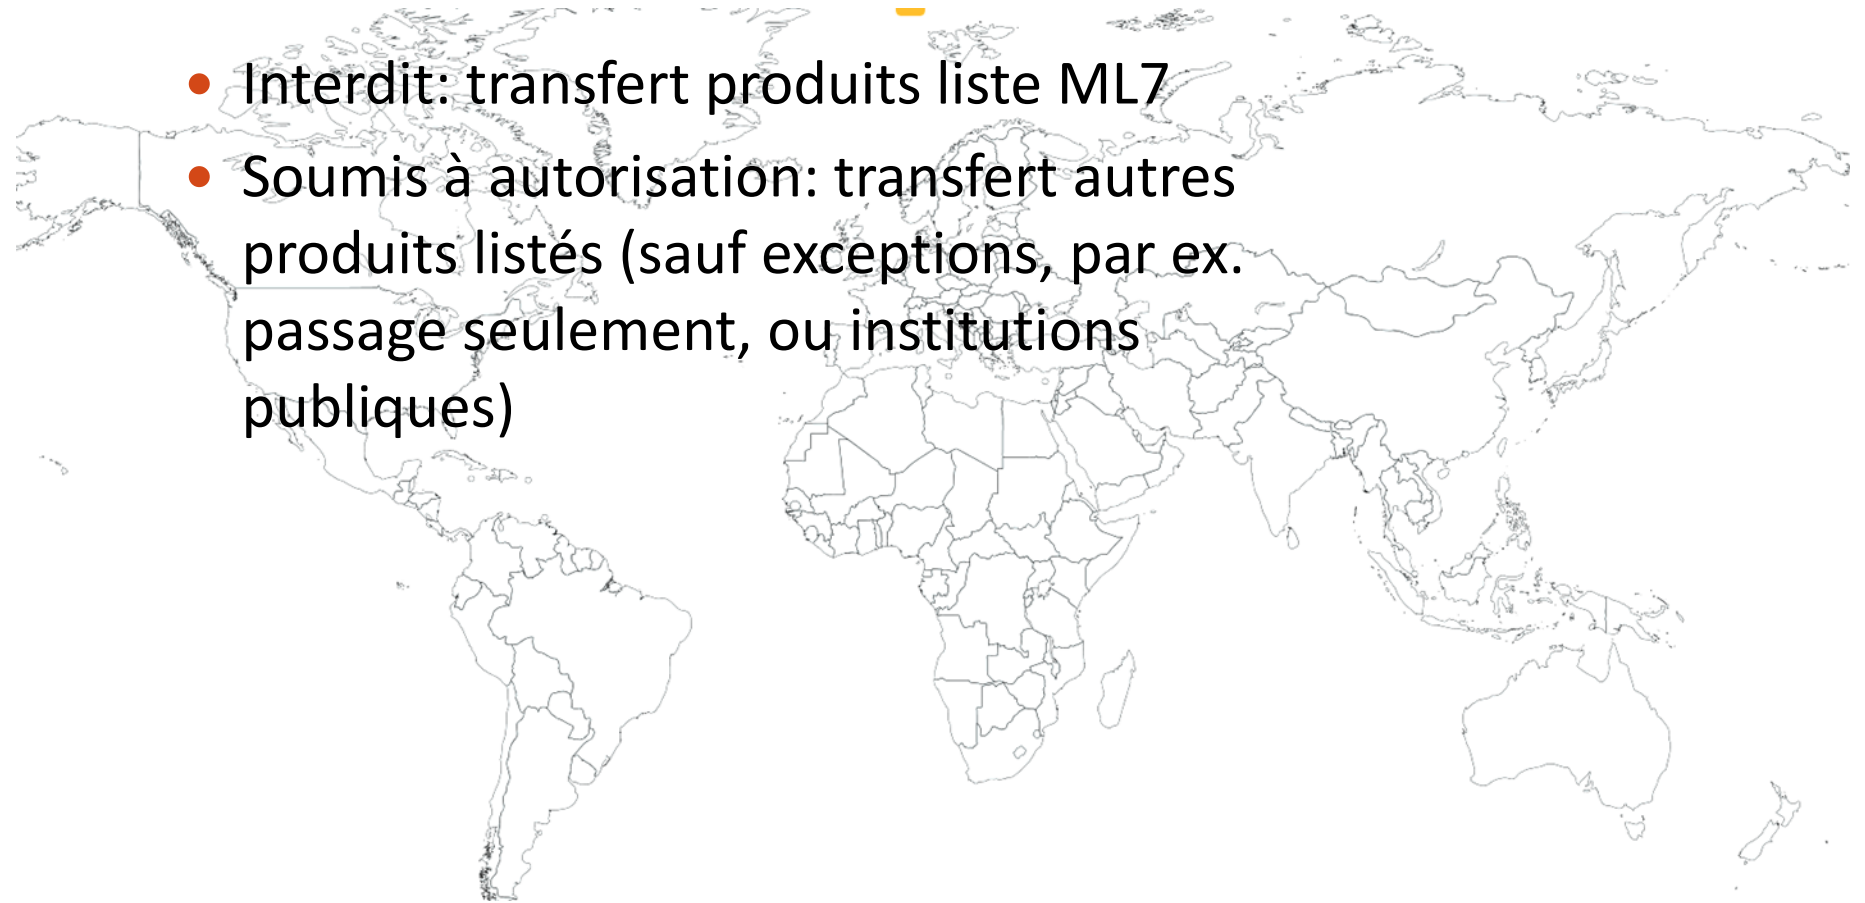 • Interdit: transfert produits liste ML7
• Soumis à autorisation: transfert autres
produits listés (sauf exceptions, par ex.
passage seulement, ou institutions
publiques)